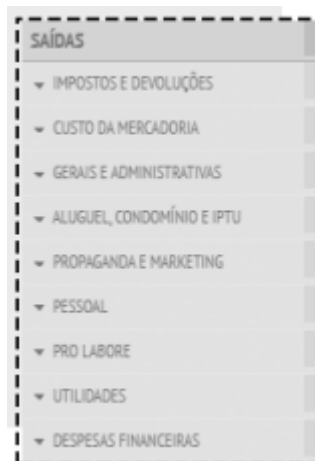 SAÍDAS
IMPOSTOS E DEVOLUÇÕES
CUSTO DA MERCADORIA
GERAIS E ADMINISTRATIVAS
ALUGUEL, CONDOMÍNIO E IPTU
PROPAGANDA E MARKETING
PESSOAL
PRO LABORE
UTILIDADES
DESPESAS FINANCEIRAS